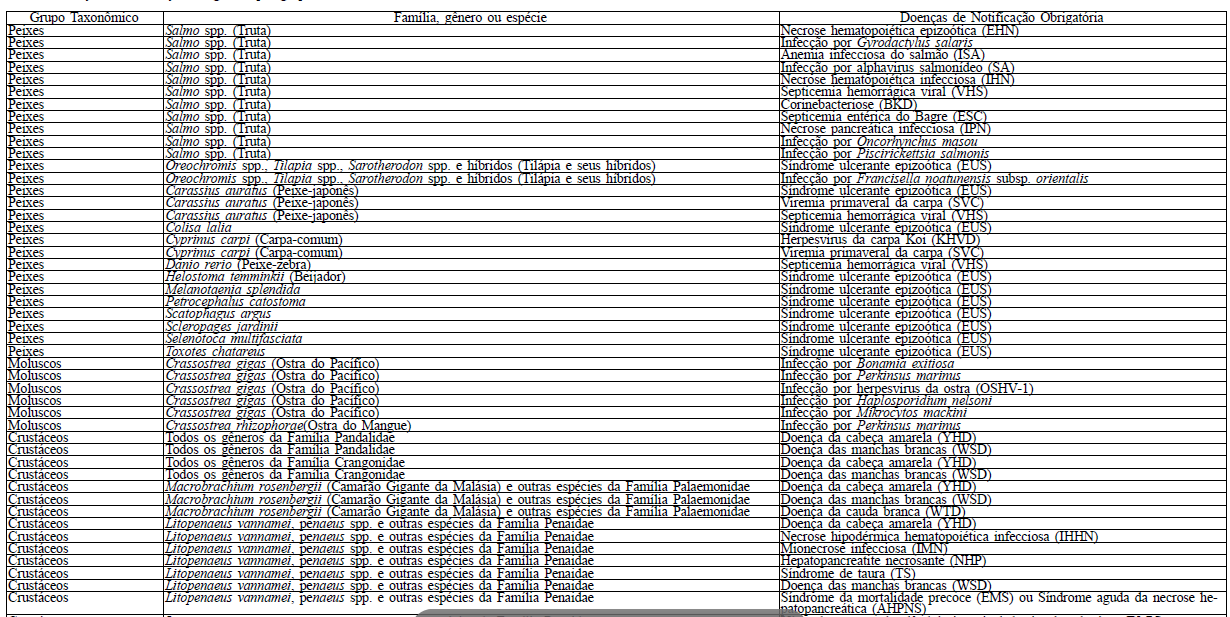 Grupo Taxonômico Família, gênero ou espécie Doenças de Notificação Obrigatória
Peixes Salmo spp. (Truta) Necrose hematopoiética epizoótica (EHN)
Peixes Salmo spp. (Truta) Infecção por Gyrodactylus salaris
Peixes Salmo spp. (Truta) Anemia infecciosa do salmão (ISA)
Peixes Salmo spp. (Truta) Infecção por alphavirus salmonídeo (SA)
Peixes Salmo spp. (Truta) Necrose hematopoiética infecciosa (IHN)
Peixes Salmo spp. (Truta) Septicemia hemorrágica viral (VHS)
Peixes Salmo spp. (Truta) Corinebacteriose (BKD)
Peixes Salmo spp. (Truta) Septicemia entérica do Bagre (ESC)
Peixes Salmo spp. (Truta) Necrose pancreática infecciosa (IPN)
Peixes Salmo spp. (Truta) Infecção por Oncorhynchus masou
Peixes Salmo spp. (Truta) Infecção por Piscirickettsia salmonis
Peixes Oreochromis spp., Tilapia spp., Sarotherodon spp. e híbridos (Tilápia e seus híbridos) Síndrome ulcerante epizoótica (EUS)
Peixes Oreochromis spp., Tilapia spp., Sarotherodon spp. e híbridos (Tilápia e seus híbridos) Infecção por Francisella noatunensis subsp. orientalis
Peixes Carassius auratus (Peixe-japonês) Síndrome ulcerante epizoótica (EUS)
Peixes Carassius auratus (Peixe-japonês) Viremia primaveral da carpa (SVC)
Peixes Carassius auratus (Peixe-japonês) Septicemia hemorrágica viral (VHS)
Peixes Colisa lalia Síndrome ulcerante epizoótica (EUS)
Peixes Cyprinus carpi (Carpa-comum) Herpesvírus da carpa Koi (KHVD)
Peixes Cyprinus carpi (Carpa-comum) Viremia primaveral da carpa (SVC)
Peixes Danio rerio (Peixe-zebra) Septicemia hemorrágica viral (VHS)
Peixes Helostoma temminkii (Beijador) Síndrome ulcerante epizoótica (EUS)
Peixes Melanotaenia splendida Síndrome ulcerante epizoótica (EUS)
Peixes Petrocephalus catostoma Síndrome ulcerante epizoótica (EUS)
Peixes Scatophagus argus Síndrome ulcerante epizoótica (EUS)
Peixes Scleropages jardinii Síndrome ulcerante epizoótica (EUS)
Peixes Selenotoca multifasciata Síndrome ulcerante epizoótica (EUS)
Peixes Toxotes chatareus Síndrome ulcerante epizoótica (EUS)
Moluscos Crassostrea gigas (Ostra do Pacífico) Infecção por Bonamia exitiosa
Moluscos Crassostrea gigas (Ostra do Pacífico) Infecção por Perkinsus marinus
Moluscos Crassostrea gigas (Ostra do Pacífico) Infecção por herpesvirus da ostra (OSHV-1)
Moluscos Crassostrea gigas (Ostra do Pacífico) Infecção por Haplosporidium nelsoni
Moluscos Crassostrea gigas (Ostra do Pacífico) Infecção por Mikrocytos mackini
Moluscos Crassostrea rhizophorae(Ostra do Mangue) Infecção por Perkinsus marinus
Crustáceos Todos os gêneros da Família Pandalidae Doença da cabeça amarela (YHD)
Crustáceos Todos os gêneros da Família Pandalidae Doença das manchas brancas (WSD)
Crustáceos Todos os gêneros da Família Crangonidae Doença da cabeça amarela (YHD)
Crustáceos Todos os gêneros da Família Crangonidae Doença das manchas brancas (WSD)
Crustáceos Macrobrachium rosenbergii (Camarão Gigante da Malásia) e outras espécies da Família Palaemonidae Doença da cabeça amarela (YHD)
Crustáceos Macrobrachium rosenbergii (Camarão Gigante da Malásia) e outras espécies da Família Palaemonidae Doença das manchas brancas (WSD)
Crustáceos Macrobrachium rosenbergii (Camarão Gigante da Malásia) e outras espécies da Família Palaemonidae Doença da cauda branca (WTD)
Crustáceos Litopenaeus vannamei, penaeus spp. e outras espécies da Família Penaidae Doença da cabeça amarela (YHD)
Crustáceos Litopenaeus vannamei, penaeus spp. e outras espécies da Família Penaidae Necrose hipodérmica hematopoiética infecciosa (IHHN)
Crustáceos Litopenaeus vannamei, penaeus spp. e outras espécies da Família Penaidae Mionecrose infecciosa (IMN)
Crustáceos Litopenaeus vannamei, penaeus spp. e outras espécies da Família Penaidae Hepatopancreatite necrosante (NHP)
Crustáceos Litopenaeus vannamei, penaeus spp. e outras espécies da Família Penaidae Síndrome de taura (TS)
Crustáceos Litopenaeus vannamei, penaeus spp. e outras espécies da Família Penaidae Doença das manchas brancas (WSD)
Crustáceos Litopenaeus vannamei, penaeus spp. e outras espécies da Família Penaidae Síndrome da mortalidade precoce (EMS) ou Síndrome aguda da necrose he-
patopancreática (AHPNS)